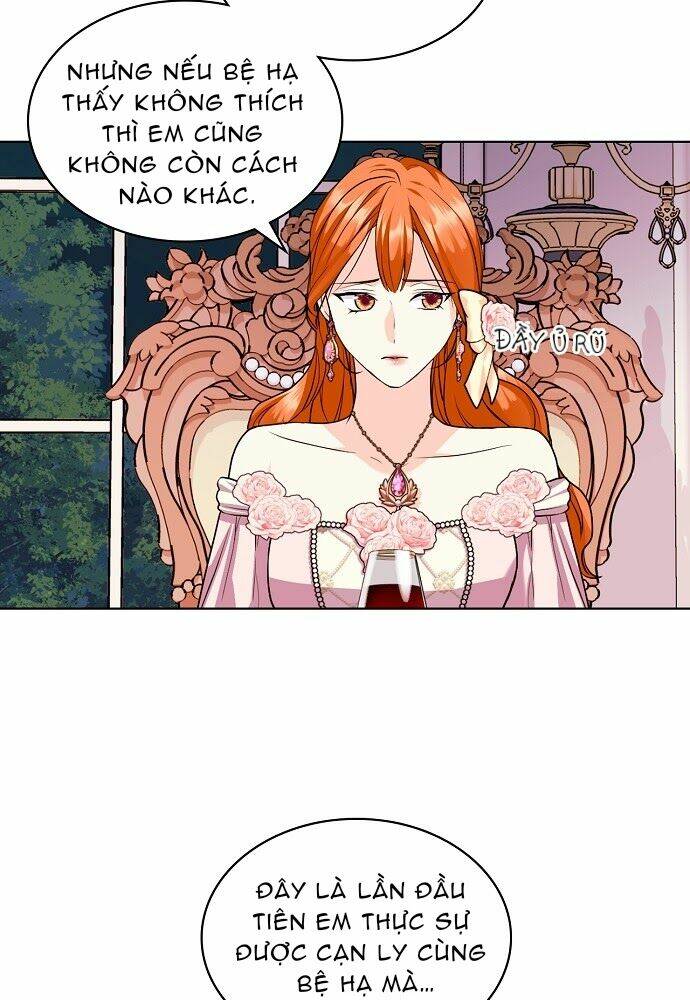 NHƯNG NẾU BỆ HẠ
THẤY KHÔNG THÍCH
THÌ EM CŨNG
KHÔNG CÒN CÁCH
NÀO KHÁC.
ĐẦY Ủ RŨ
ĐÂY LÀ LẦN ĐẦU
TIÊN EM THỰC SỰ
ĐƯỢC CẠN LY CÙNG
BỆ HẠ MÀ...